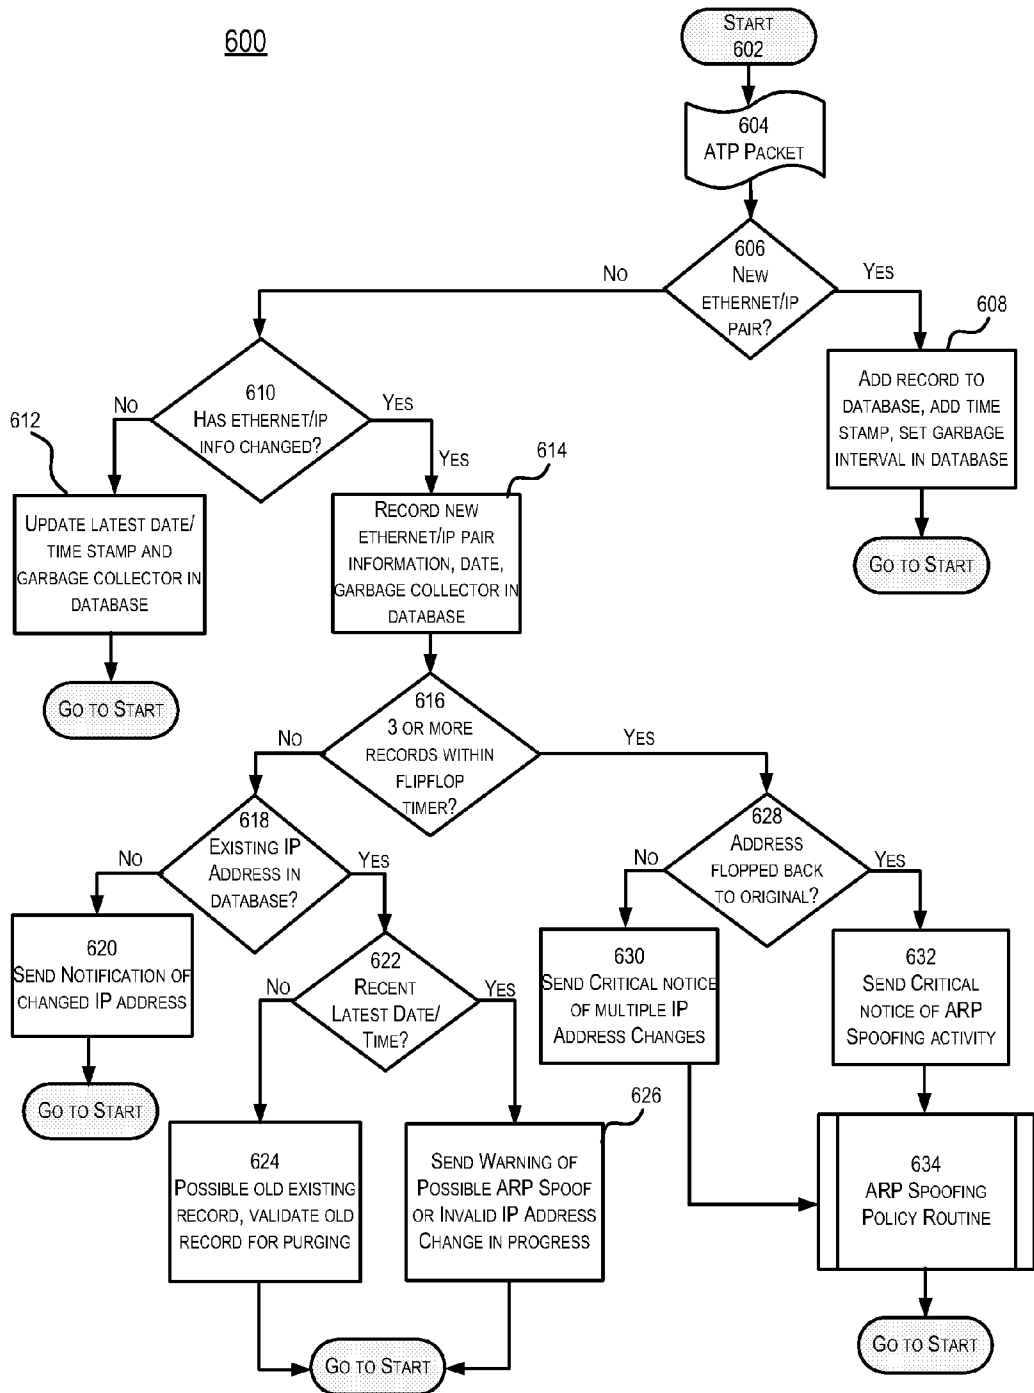 600
START
602
604
ATP PACKET
606
NEW
ETHERNET/IP
PAIR?
NO
YES
608
ADD RECORD TO
DATABASE, ADD TIME
STAMP, SET GARBAGE
INTERVAL IN DATABASE
GO TO START
610
HAS ETHERNET/IP
INFO CHANGED?
NO
YES
YES
612
UPDATE LATEST DATE/
TIME STAMP AND
GARBAGE COLLECTOR IN
DATABASE
GO TO START
614
RECORD NEW
ETHERNET/IP PAIR
INFORMATION, DATE,
GARBAGE COLLECTOR IN
DATABASE
616
3 OR MORE
RECORDS WITHIN
FLIPFLOP
TIMER?
NO
YES
618
EXISTING IP
ADDRESS IN
DATABASE?
NO
YES
620
SEND NOTIFICATION OF
CHANGED IP ADDRESS
GO TO START
622
RECENT
LATEST DATE/
TIME?
NO
YES
624
POSSIBLE OLD EXISTING
RECORD, VALIDATE OLD
RECORD FOR PURGING
626
SEND WARNING OF
POSSIBLE ARP SPOOF
OR INVALID IP ADDRESS
CHANGE IN PROGRESS
GO TO START
628
ADDRESS
FLOPPED BACK
TO ORIGINAL?
NO
YES
630
SEND CRITICAL NOTICE
OF MULTIPLE IP
ADDRESS CHANGES
632
SEND CRITICAL
NOTICE OF ARP
SPOOFING ACTIVITY
634
ARP SPOOFING
POLICY ROUTINE
GO TO START